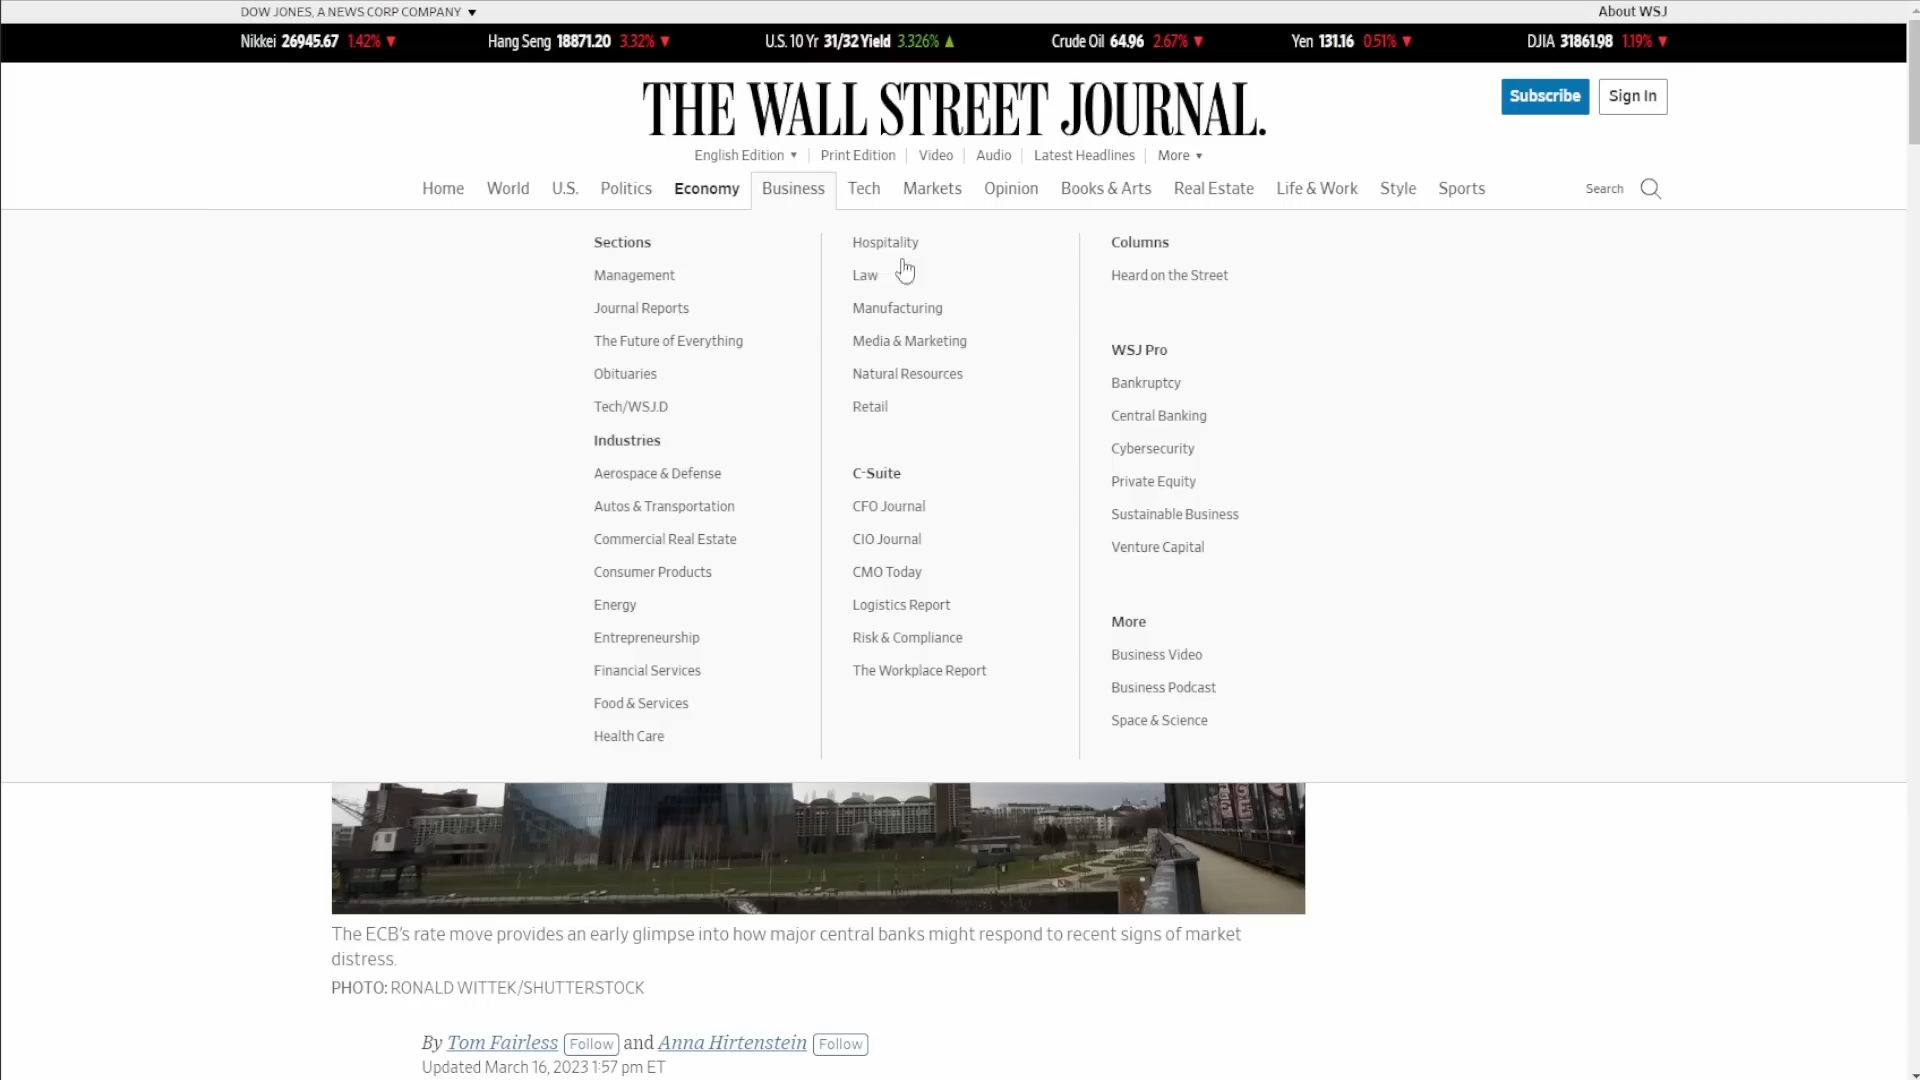 DOW JONES, A NEWS CORP COMPANY ▼
About WSJ
Nikkei 26945.67 1.42% ▼
Hang Seng 18871.20 3.32% ▼
U.S. 10 Yr 31/32 Yield 3.326% ▲
Crude Oil 64.96 2.67% ▼
Yen 131.16 0.51% ▼
DJIA 31861.98 1.19% ▼
THE WALL STREET JOURNAL.
Subscribe
Sign In
English Edition ▼ Print Edition Video Audio Latest Headlines More ▼
Home World U.S. Politics Economy Business Tech Markets Opinion Books & Arts Real Estate Life & Work Style Sports Search
Sections
Management
Journal Reports
The Future of Everything
Obituaries
Tech/WSJ.D
Industries
Aerospace & Defense
Autos & Transportation
Commercial Real Estate
Consumer Products
Energy
Entrepreneurship
Financial Services
Food & Services
Health Care
Hospitality
Law
Manufacturing
Media & Marketing
Natural Resources
Retail
C-Suite
CFO Journal
CIO Journal
CMO Today
Logistics Report
Risk & Compliance
The Workplace Report
Columns
Heard on the Street
WSJ Pro
Bankruptcy
Central Banking
Cybersecurity
Private Equity
Sustainable Business
Venture Capital
More
Business Video
Business Podcast
Space & Science
The ECB's rate move provides an early glimpse into how major central banks might respond to recent signs of market
distress.
PHOTO: RONALD WITTEK/SHUTTERSTOCK
By Tom Fairless Follow and Anna Hirtenstein Follow
Updated March 16, 2023 1:57 pm ET